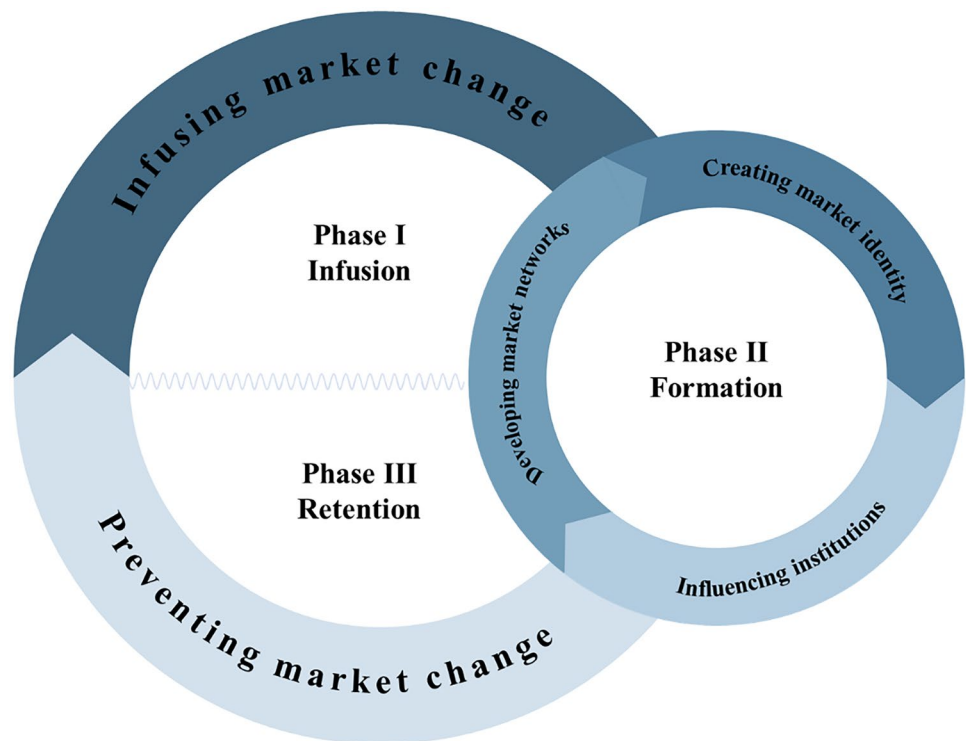 Infusing market change
Phase I
Infusion
Creating market identity
Developing market networks
Phase II
Formation
Phase III
Retention
Influencing institutions
Preventing market change